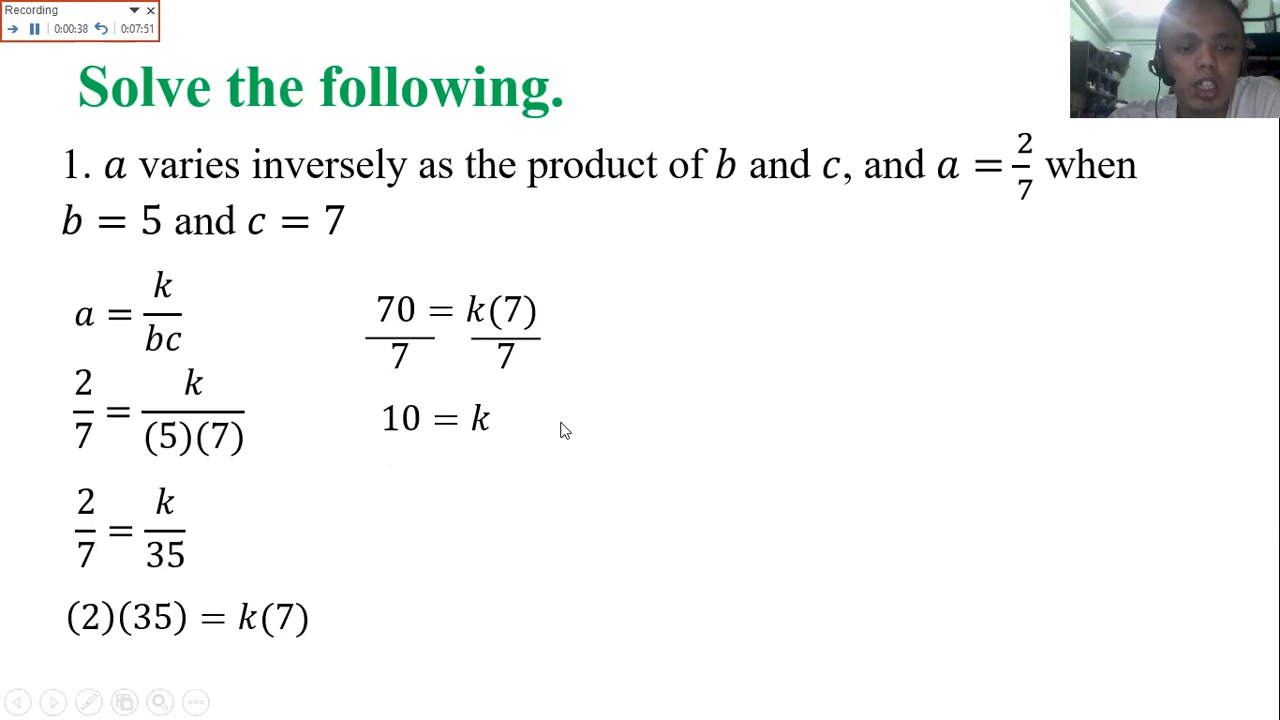 Recording
0:00:38 0:07:51
Solve the following.
1. a varies inversely as the product of b and c, and a = 2/7 when
b = 5 and c = 7
a = k/bc
2/7 = k/(5)(7)
2/7 = k/35
(2)(35) = k(7)
70/7 = k(7)/7
10 = k